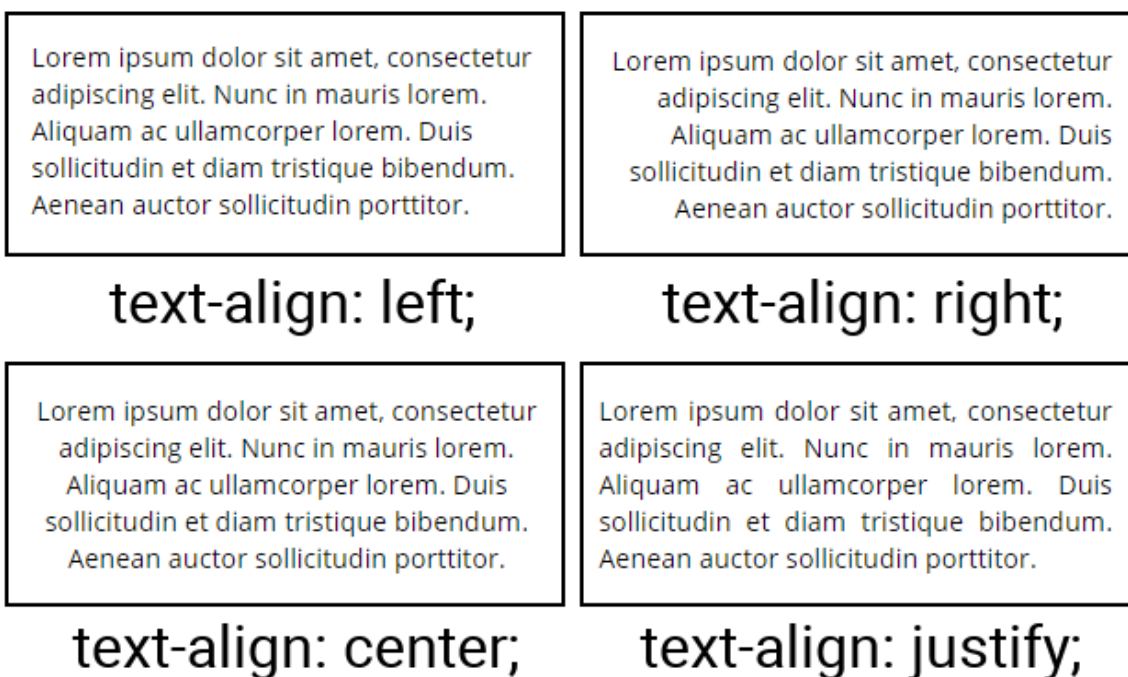 Lorem ipsum dolor sit amet, consectetur
adipiscing elit. Nunc in mauris lorem.
Aliquam ac ullamcorper lorem. Duis
sollicitudin et diam tristique bibendum.
Aenean auctor sollicitudin porttitor.
text-align: left;
Lorem ipsum dolor sit amet, consectetur
adipiscing elit. Nunc in mauris lorem.
Aliquam ac ullamcorper lorem. Duis
sollicitudin et diam tristique bibendum.
Aenean auctor sollicitudin porttitor.
text-align: right;
Lorem ipsum dolor sit amet, consectetur
adipiscing elit. Nunc in mauris lorem.
Aliquam ac ullamcorper lorem. Duis
sollicitudin et diam tristique bibendum.
Aenean auctor sollicitudin porttitor.
text-align: center;
Lorem ipsum dolor sit amet, consectetur
adipiscing elit. Nunc in mauris lorem.
Aliquam ac ullamcorper lorem. Duis
sollicitudin et diam tristique bibendum.
Aenean auctor sollicitudin porttitor.
text-align: justify;